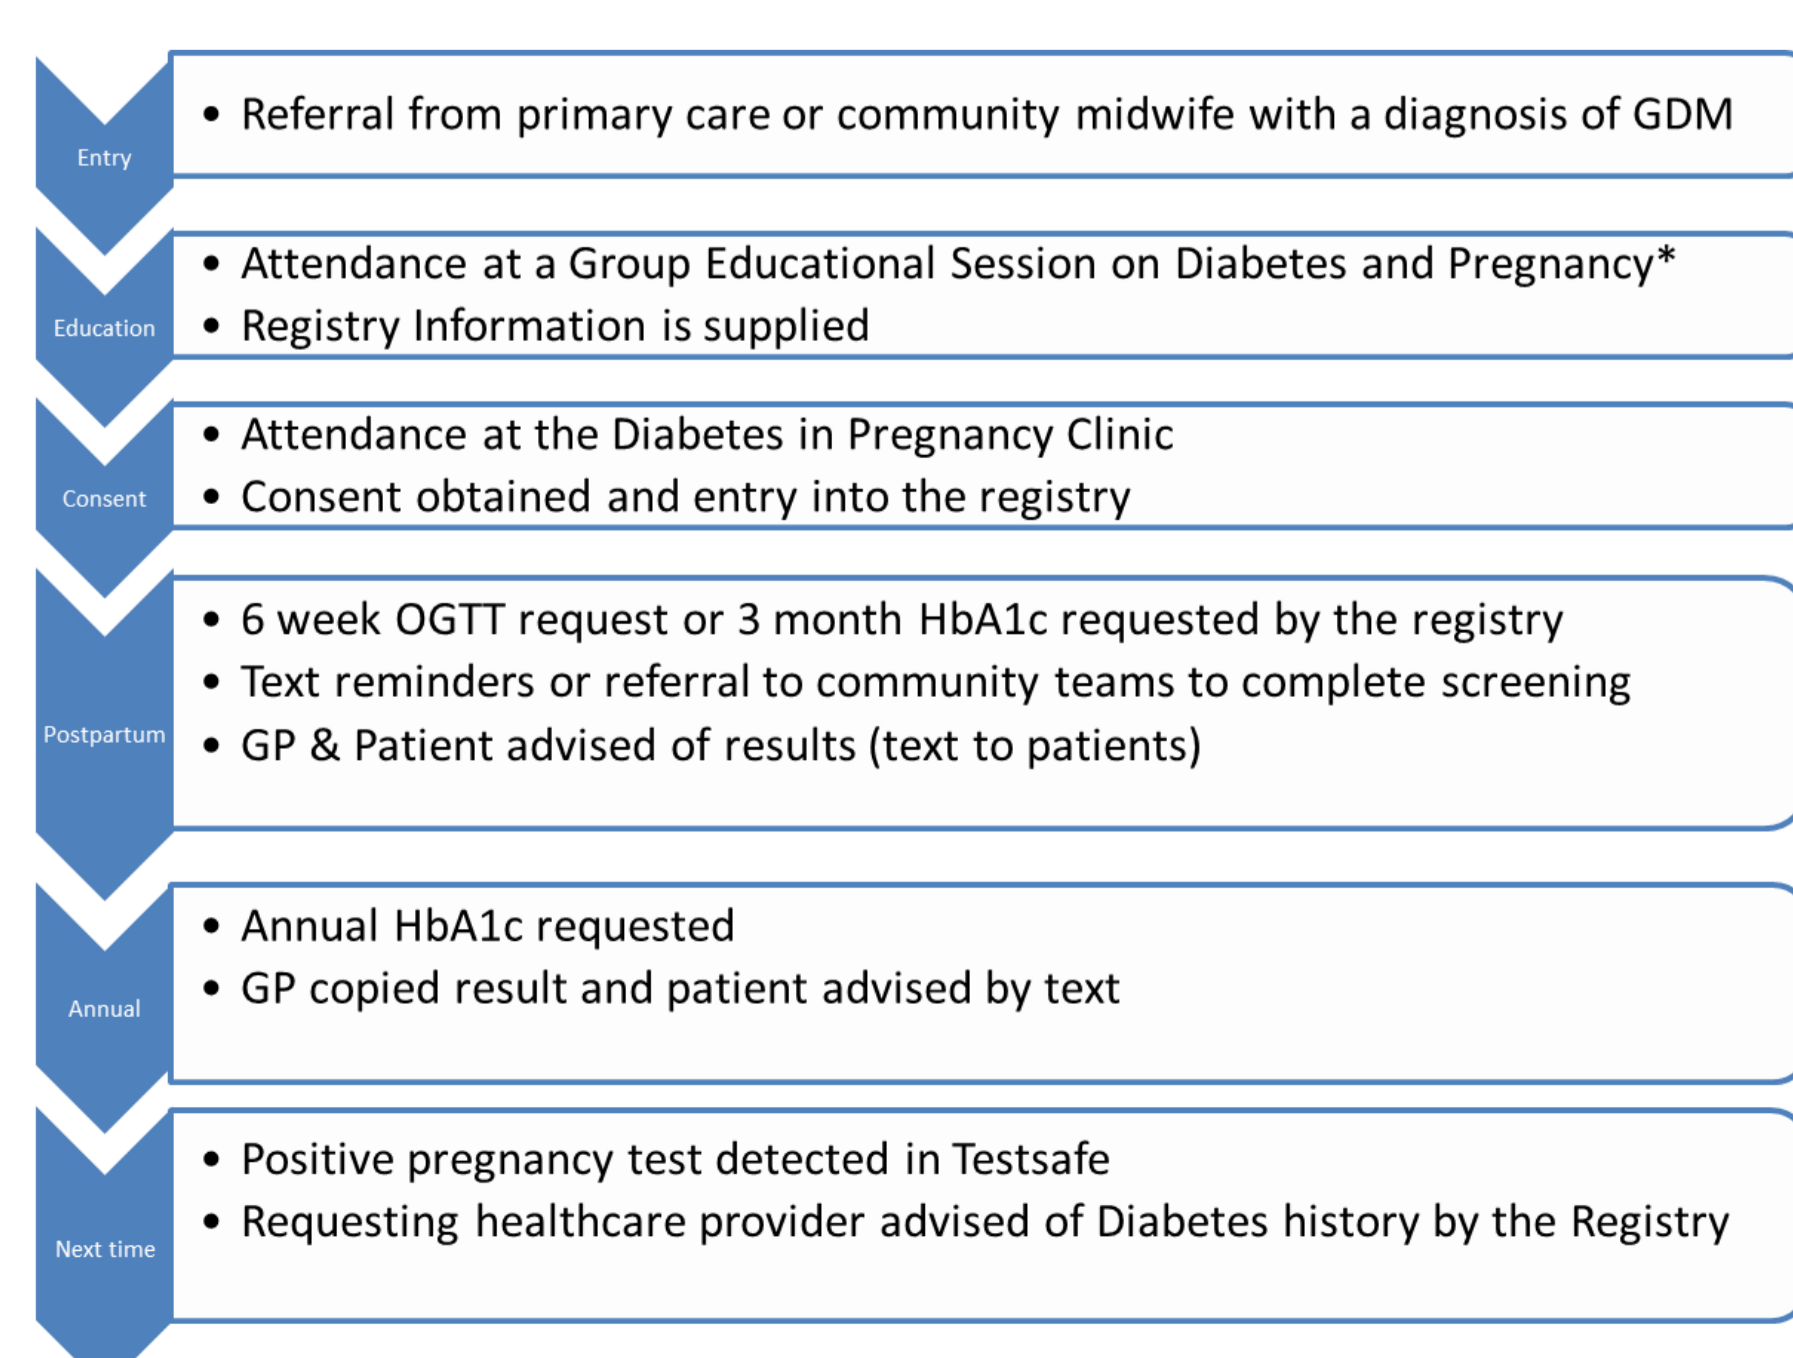 Entry
• Referral from primary care or community midwife with a diagnosis of GDM
Education
• Attendance at a Group Educational Session on Diabetes and Pregnancy*
• Registry Information is supplied
Consent
• Attendance at the Diabetes in Pregnancy Clinic
• Consent obtained and entry into the registry
Postpartum
• 6 week OGTT request or 3 month HbA1c requested by the registry
• Text reminders or referral to community teams to complete screening
• GP & Patient advised of results (text to patients)
Annual
• Annual HbA1c requested
• GP copied result and patient advised by text
Next time
• Positive pregnancy test detected in Testsafe
• Requesting healthcare provider advised of Diabetes history by the Registry